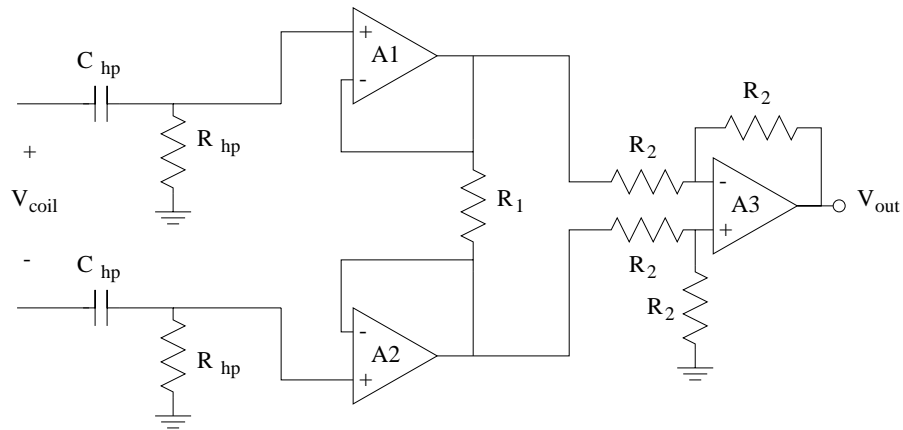 C hp
+
A1
-
R hp
+
V coil
-
R 1
R 2
R 2
-
A3
+
V out
R 2
R 2
C hp
R hp
-
A2
+